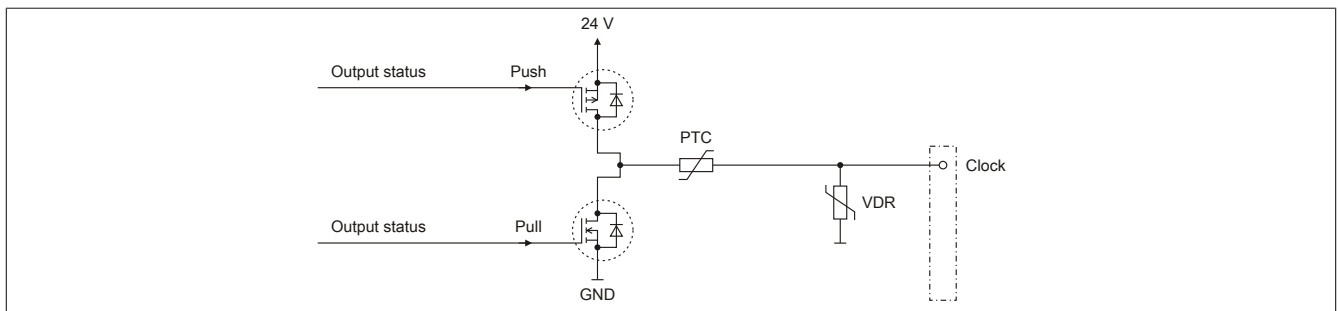 24 V
Output status
Push
PTC
Clock
VDR
Output status
Pull
GND